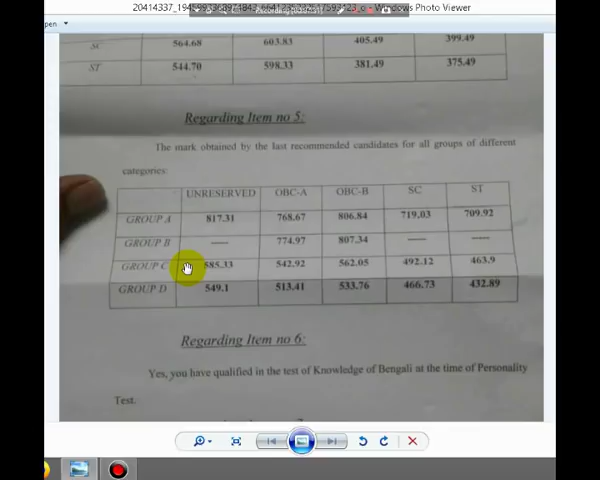 20414337_1945993368974843_6641235733217593123_o - Windows Photo Viewer
pen
SC 564.68 603.83 405.49 399.49
ST 544.70 598.33 381.49 375.49
Regarding Item no 5:
The mark obtained by the last recommended candidates for all groups of different
categories:
UNRESERVED OBC-A OBC-B SC ST
GROUP A 817.31 768.67 806.84 719.03 709.92
GROUP B ---- 774.97 807.34 ---- ----
GROUP C 585.33 542.92 562.05 492.12 463.9
GROUP D 549.1 513.41 533.76 466.73 432.89
Regarding Item no 6:
Yes, you have qualified in the test of Knowledge of Bengali at the time of Personality
Test.